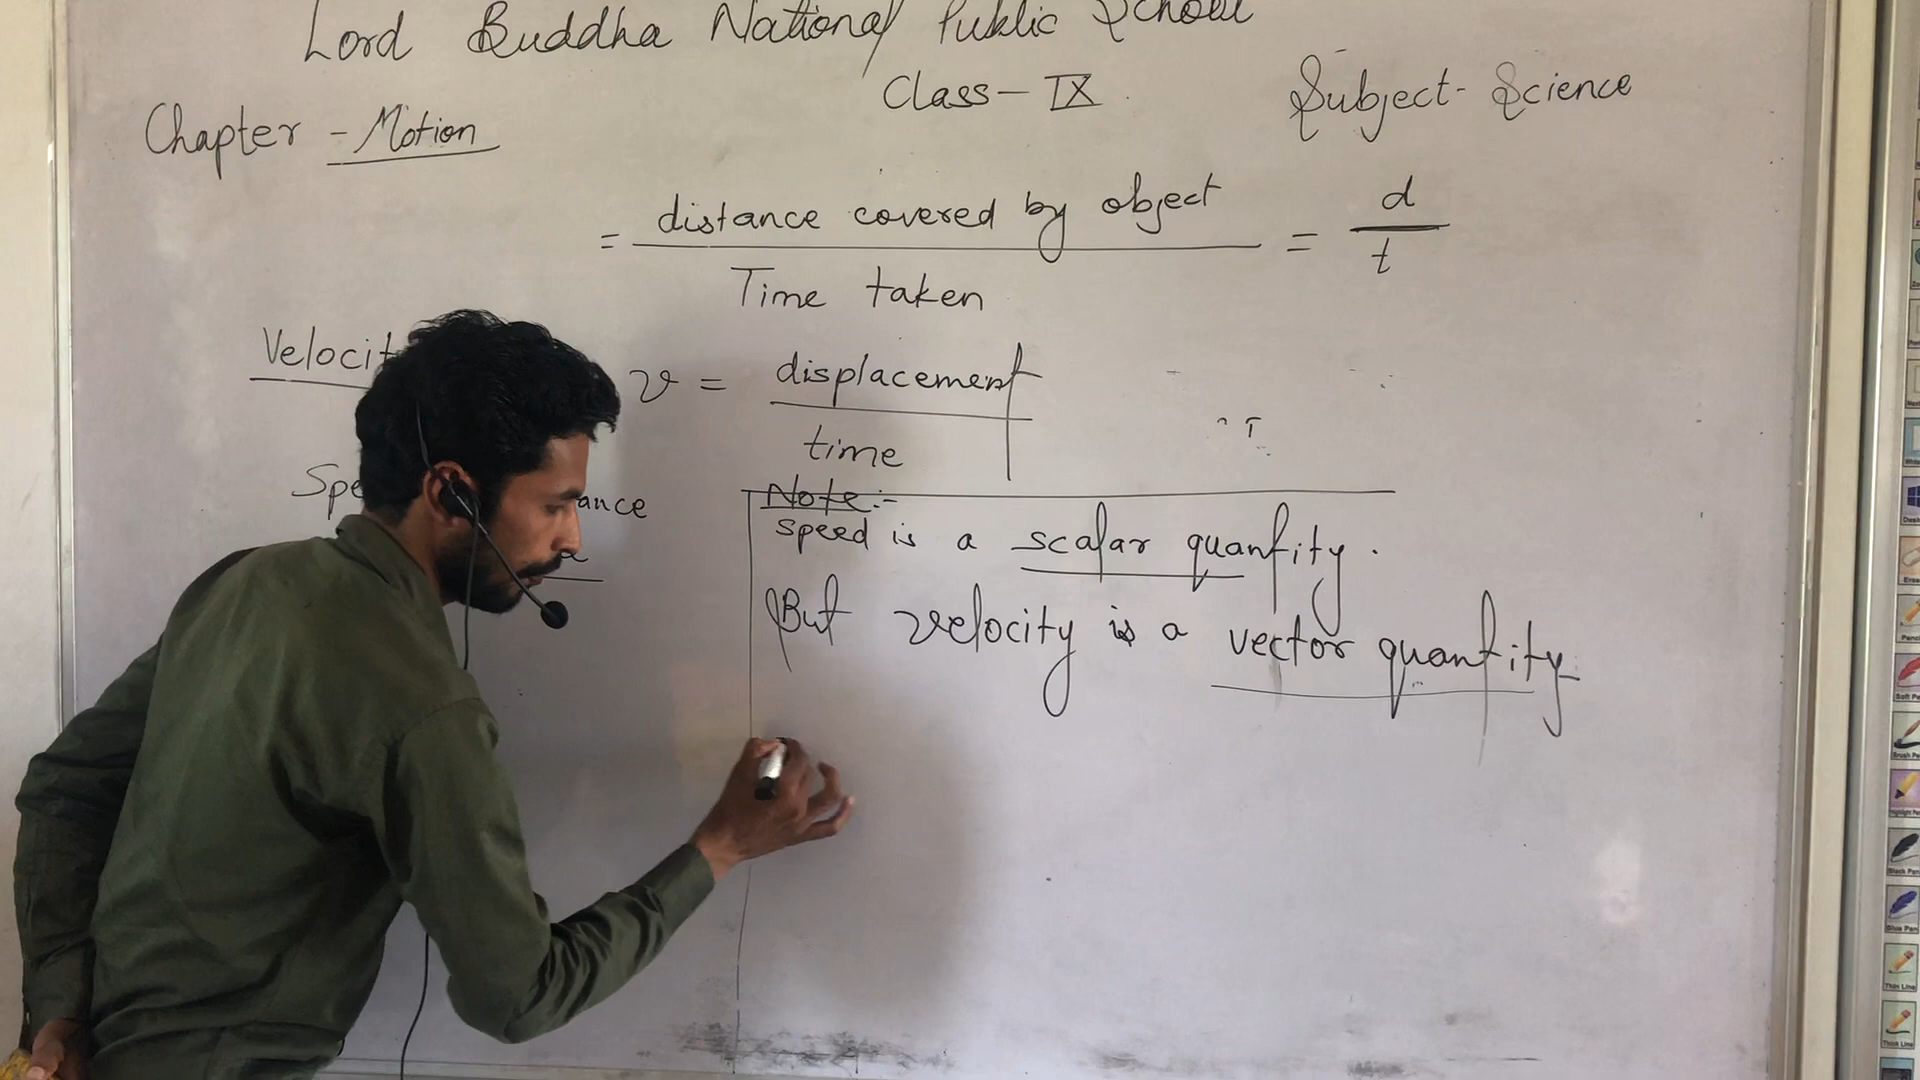 Lord Buddha National Public School
Class - IX
Subject - Science
Chapter - Motion
= distance covered by object / Time taken = d / t
Velocit v = displacement / time
Spe ance
Note:-
speed is a scalar quantity.
But velocity is a vector quantity